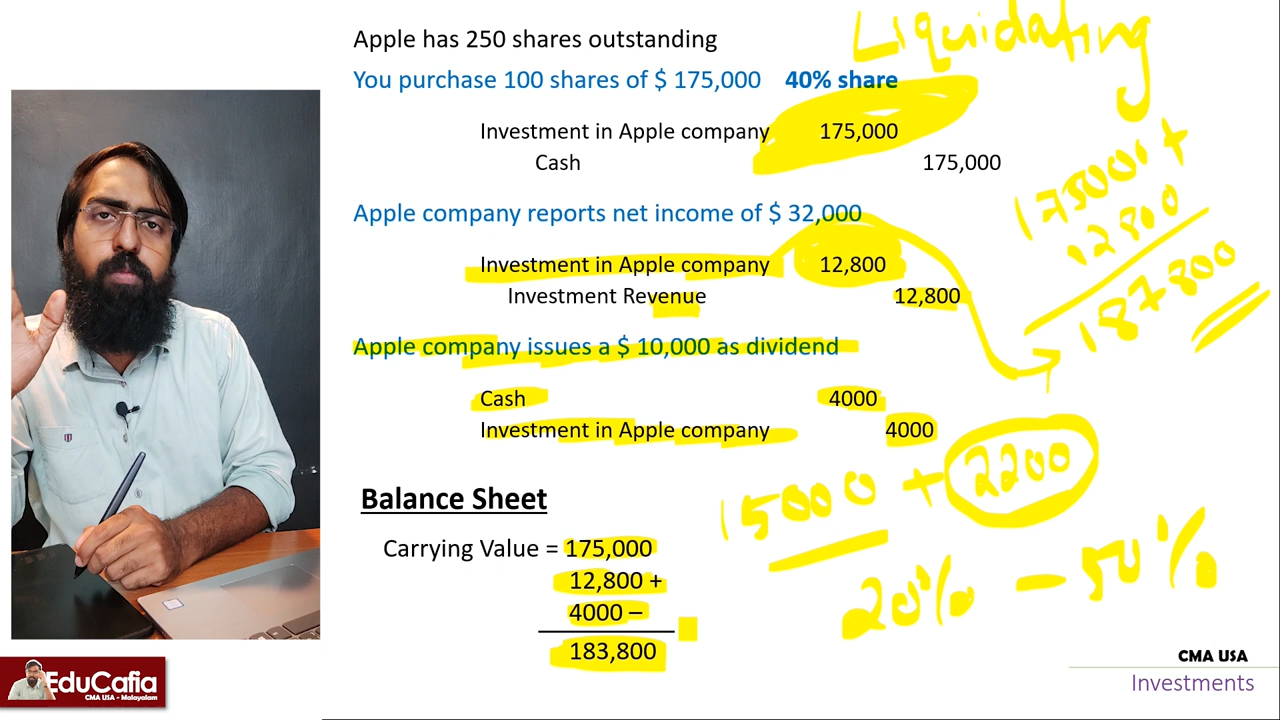 Liquidating
Apple has 250 shares outstanding
You purchase 100 shares of $ 175,000 40% share
Investment in Apple company 175,000
Cash 175,000
175000 +
12800
187800
Apple company reports net income of $ 32,000
Investment in Apple company 12,800
Investment Revenue 12,800
Apple company issues a $ 10,000 as dividend
Cash 4000
Investment in Apple company 4000
15000 + 2200
20% - 50%
Balance Sheet
Carrying Value = 175,000
12,800 +
4000 –
183,800
CMA USA
Investments
EduCafia
CMA USA - Malayalam